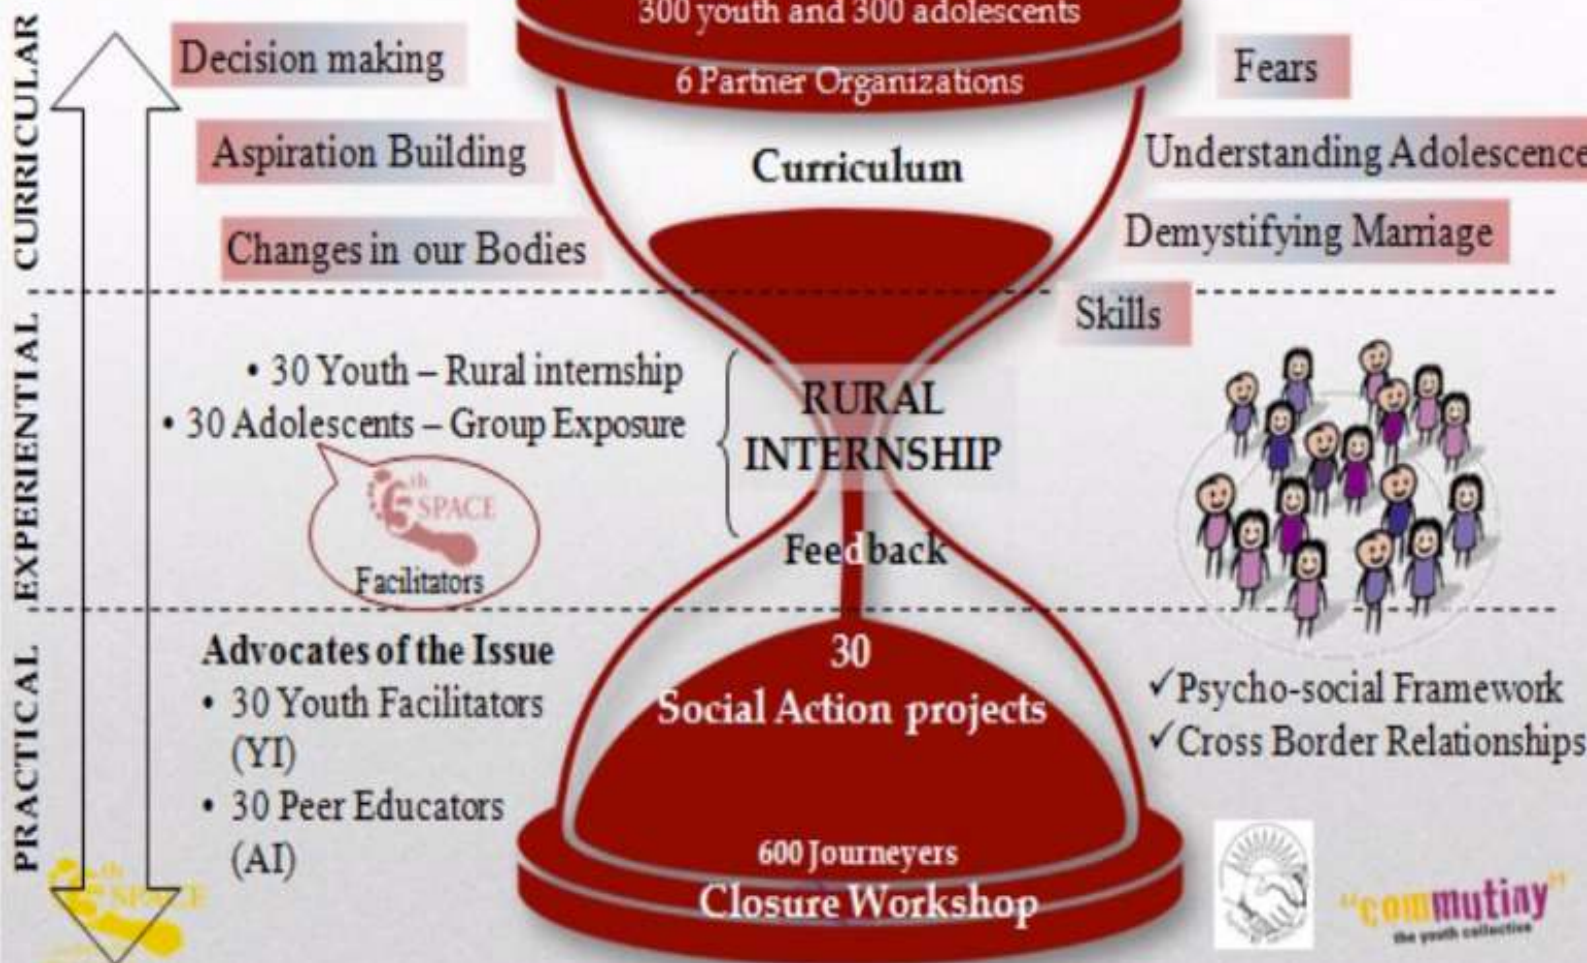 300 youth and 300 adolescents
6 Partner Organizations
CURRICULAR
Decision making
Aspiration Building
Changes in our Bodies
Curriculum
Fears
Understanding Adolescence
Demystifying Marriage
Skills
EXPERIENTIAL
• 30 Youth – Rural internship
• 30 Adolescents – Group Exposure
5th SPACE
Facilitators
RURAL
INTERNSHIP
Feedback
PRACTICAL
Advocates of the Issue
• 30 Youth Facilitators
(YI)
• 30 Peer Educators
(AI)
30
Social Action projects
600 Journeyers
Closure Workshop
✓Psycho-social Framework
✓Cross Border Relationships
5th SPACE
"commutiny"
the youth collective